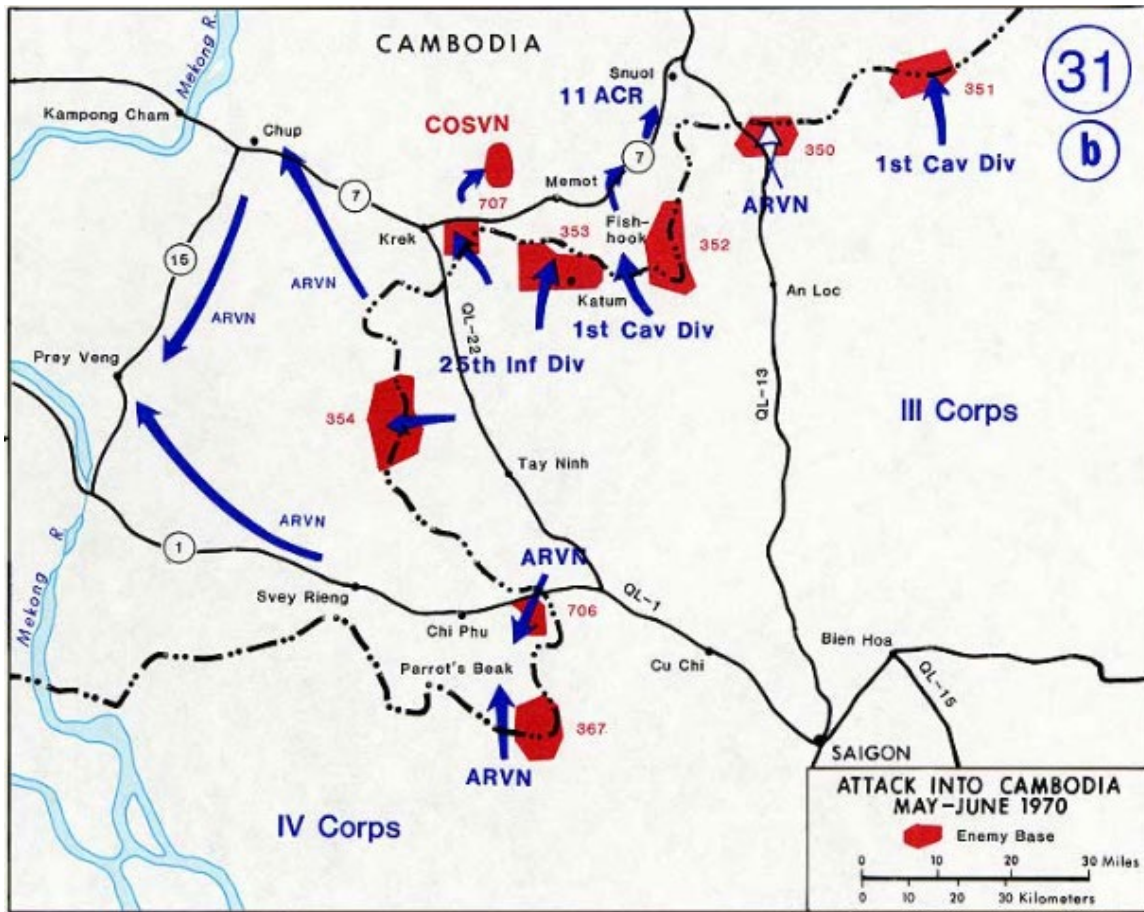 CAMBODIA
31
b
Mekong R.
Kampong Cham
Chup
COSVN
Snuol
11 ACR
351
350
1st Cav Div
ARVN
7
7
Memot
707
Krek
353
Fish-
hook
352
Katum
15
ARVN
ARVN
QL-22
1st Cav Div
25th Inf Div
An Loc
Prey Veng
354
QL-13
III Corps
Tay Ninh
ARVN
1
Mekong R.
ARVN
Svey Rieng
Chi Phu
706
QL-1
Parrot's Beak
Cu Chi
Bien Hoa
QL-15
367
ARVN
SAIGON
IV Corps
ATTACK INTO CAMBODIA
MAY-JUNE 1970
Enemy Base
0 10 20 30 Miles
0 10 20 30 Kilometers